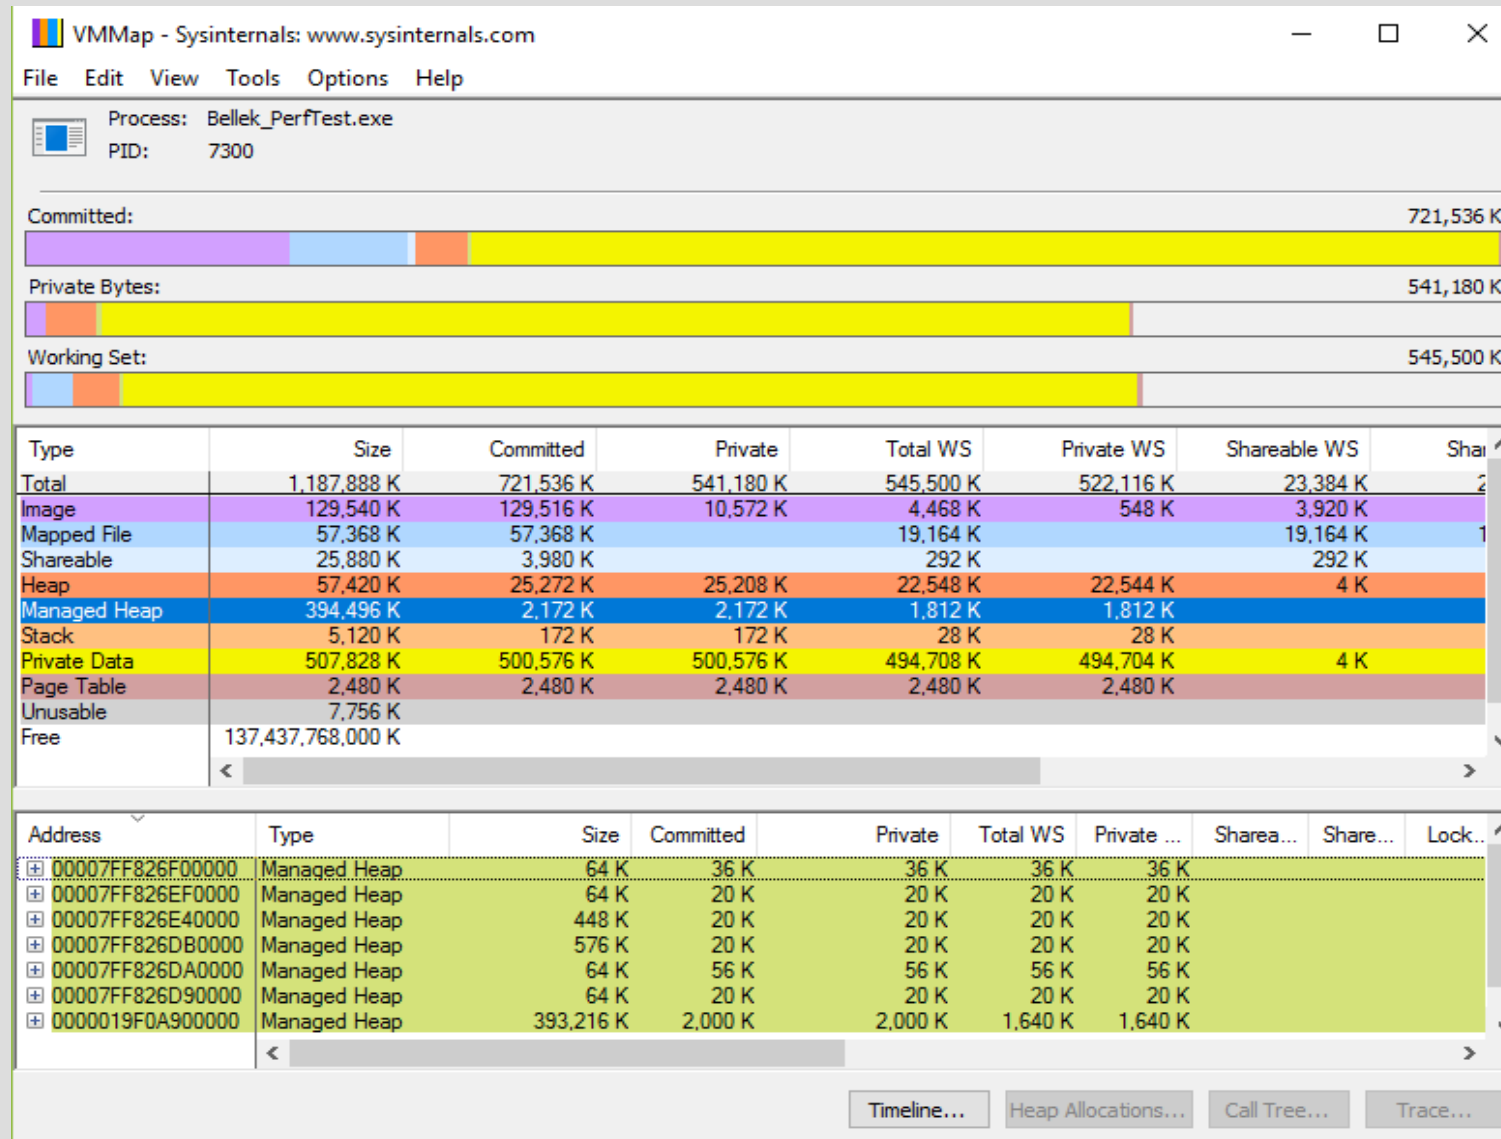 VMMap - Sysinternals: www.sysinternals.com
File Edit View Tools Options Help
Process: Bellek_PerfTest.exe
PID: 7300
Committed: 721,536 K
Private Bytes: 541,180 K
Working Set: 545,500 K
Type Size Committed Private Total WS Private WS Shareable WS Shar
Total 1,187,888 K 721,536 K 541,180 K 545,500 K 522,116 K 23,384 K 2
Image 129,540 K 129,516 K 10,572 K 4,468 K 548 K 3,920 K
Mapped File 57,368 K 57,368 K 19,164 K 19,164 K 1
Shareable 25,880 K 3,980 K 292 K 292 K
Heap 57,420 K 25,272 K 25,208 K 22,548 K 22,544 K 4 K
Managed Heap 394,496 K 2,172 K 2,172 K 1,812 K 1,812 K
Stack 5,120 K 172 K 172 K 28 K 28 K
Private Data 507,828 K 500,576 K 500,576 K 494,708 K 494,704 K 4 K
Page Table 2,480 K 2,480 K 2,480 K 2,480 K 2,480 K
Unusable 7,756 K
Free 137,437,768,000 K
Address Type Size Committed Private Total WS Private ... Sharea... Share... Lock...
00007FF826F00000 Managed Heap 64 K 36 K 36 K 36 K 36 K
00007FF826EF0000 Managed Heap 64 K 20 K 20 K 20 K 20 K
00007FF826E40000 Managed Heap 448 K 20 K 20 K 20 K 20 K
00007FF826DB0000 Managed Heap 576 K 20 K 20 K 20 K 20 K
00007FF826DA0000 Managed Heap 64 K 56 K 56 K 56 K 56 K
00007FF826D90000 Managed Heap 64 K 20 K 20 K 20 K 20 K
0000019F0A900000 Managed Heap 393,216 K 2,000 K 2,000 K 1,640 K 1,640 K
Timeline... Heap Allocations... Call Tree... Trace...